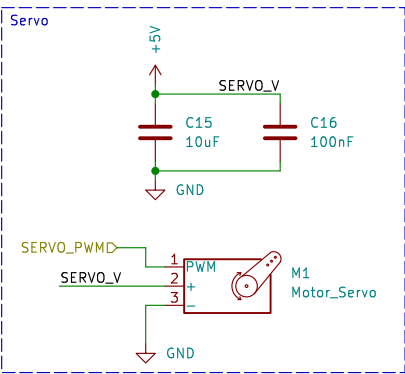 Servo
+5V
SERVO_V
C15
10uF
C16
100nF
GND
SERVO_PWM
1
PWM
SERVO_V
2
+
3
-
M1
Motor_Servo
GND